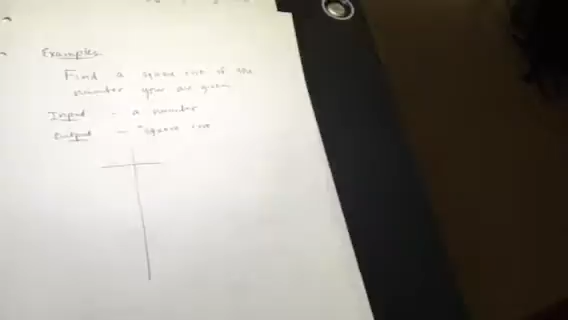 Examples
Find a square root of the
number you are given
Input - a number
Output - square root